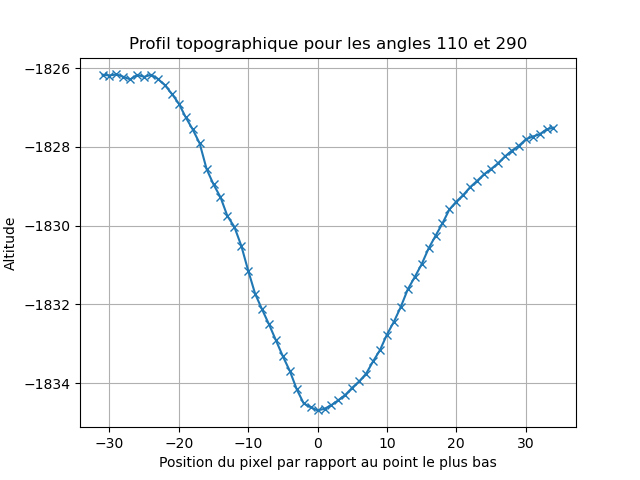 Profil topographique pour les angles 110 et 290
−1826
−1828
−1830
−1832
−1834
Altitude
−30 −20 −10 0 10 20 30
Position du pixel par rapport au point le plus bas